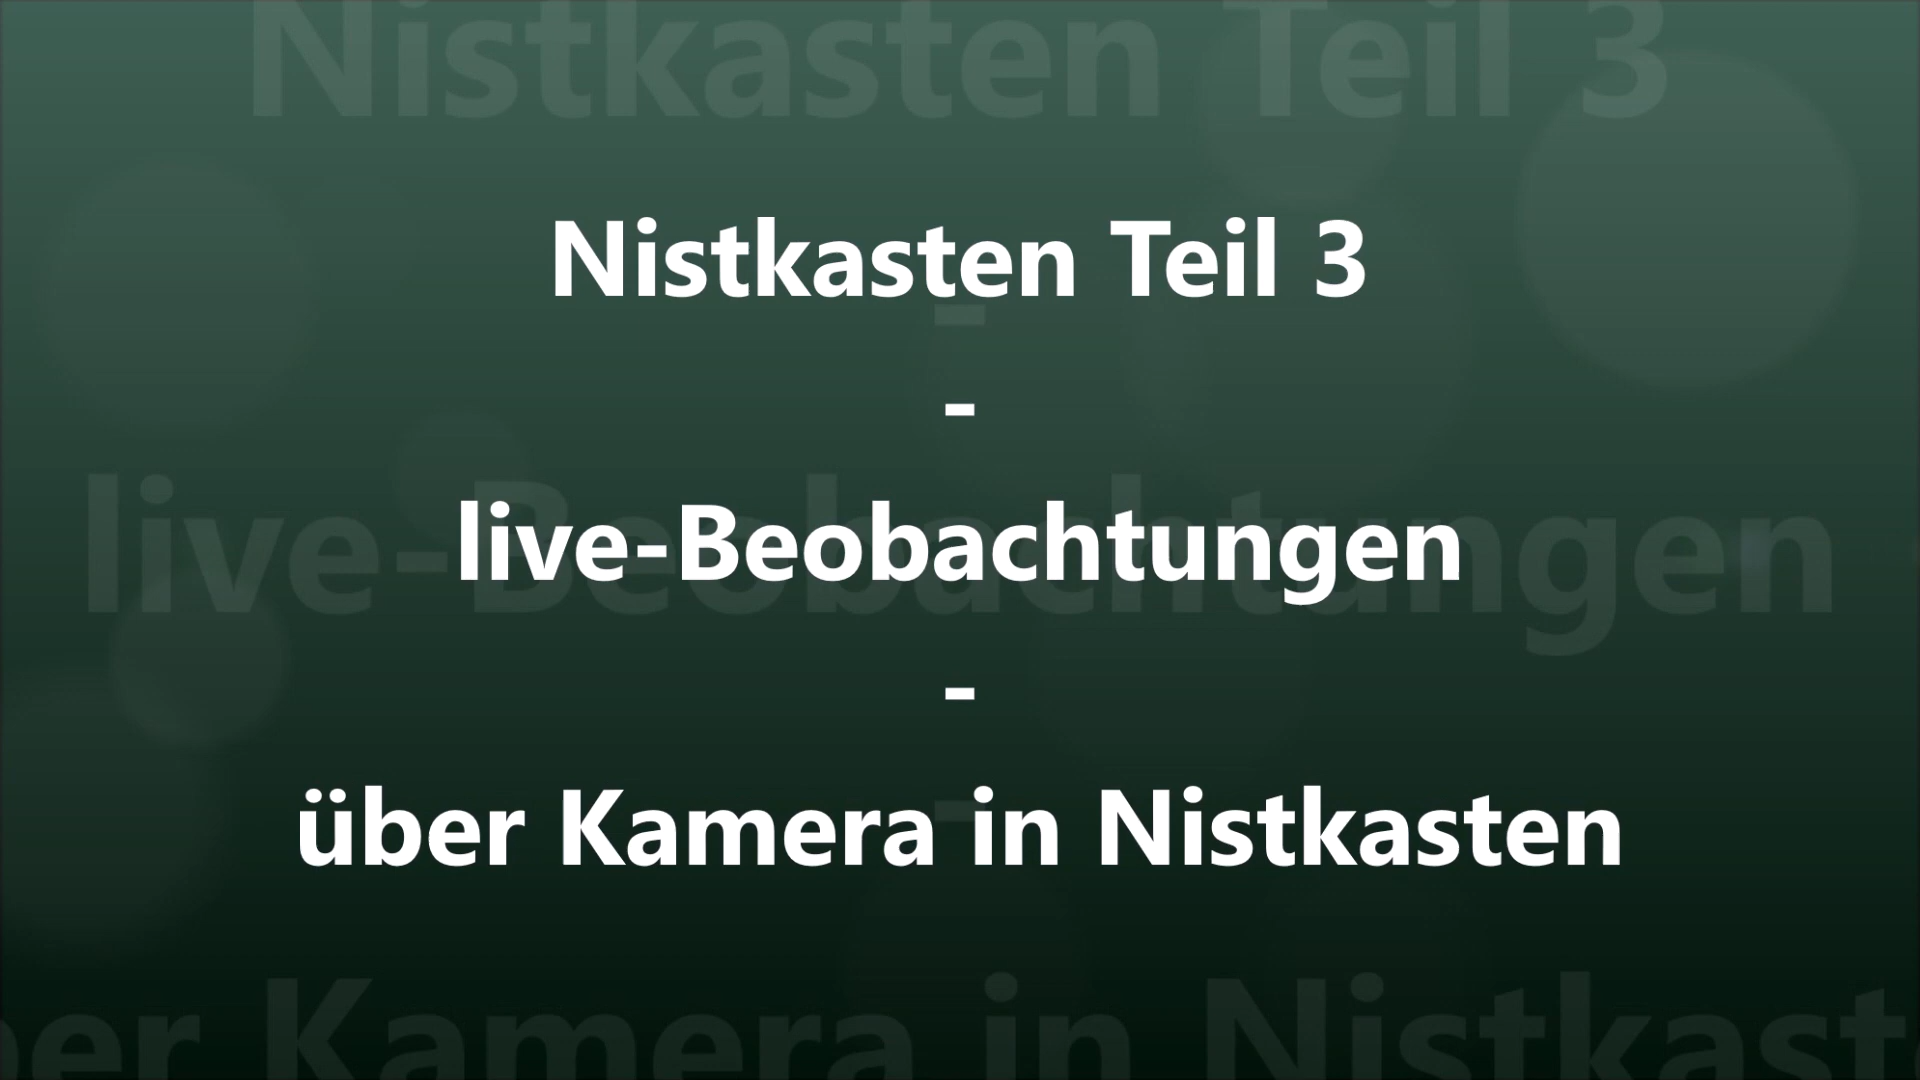 Nistkasten Teil 3
-
live-Beobachtungen
-
über Kamera in Nistkasten